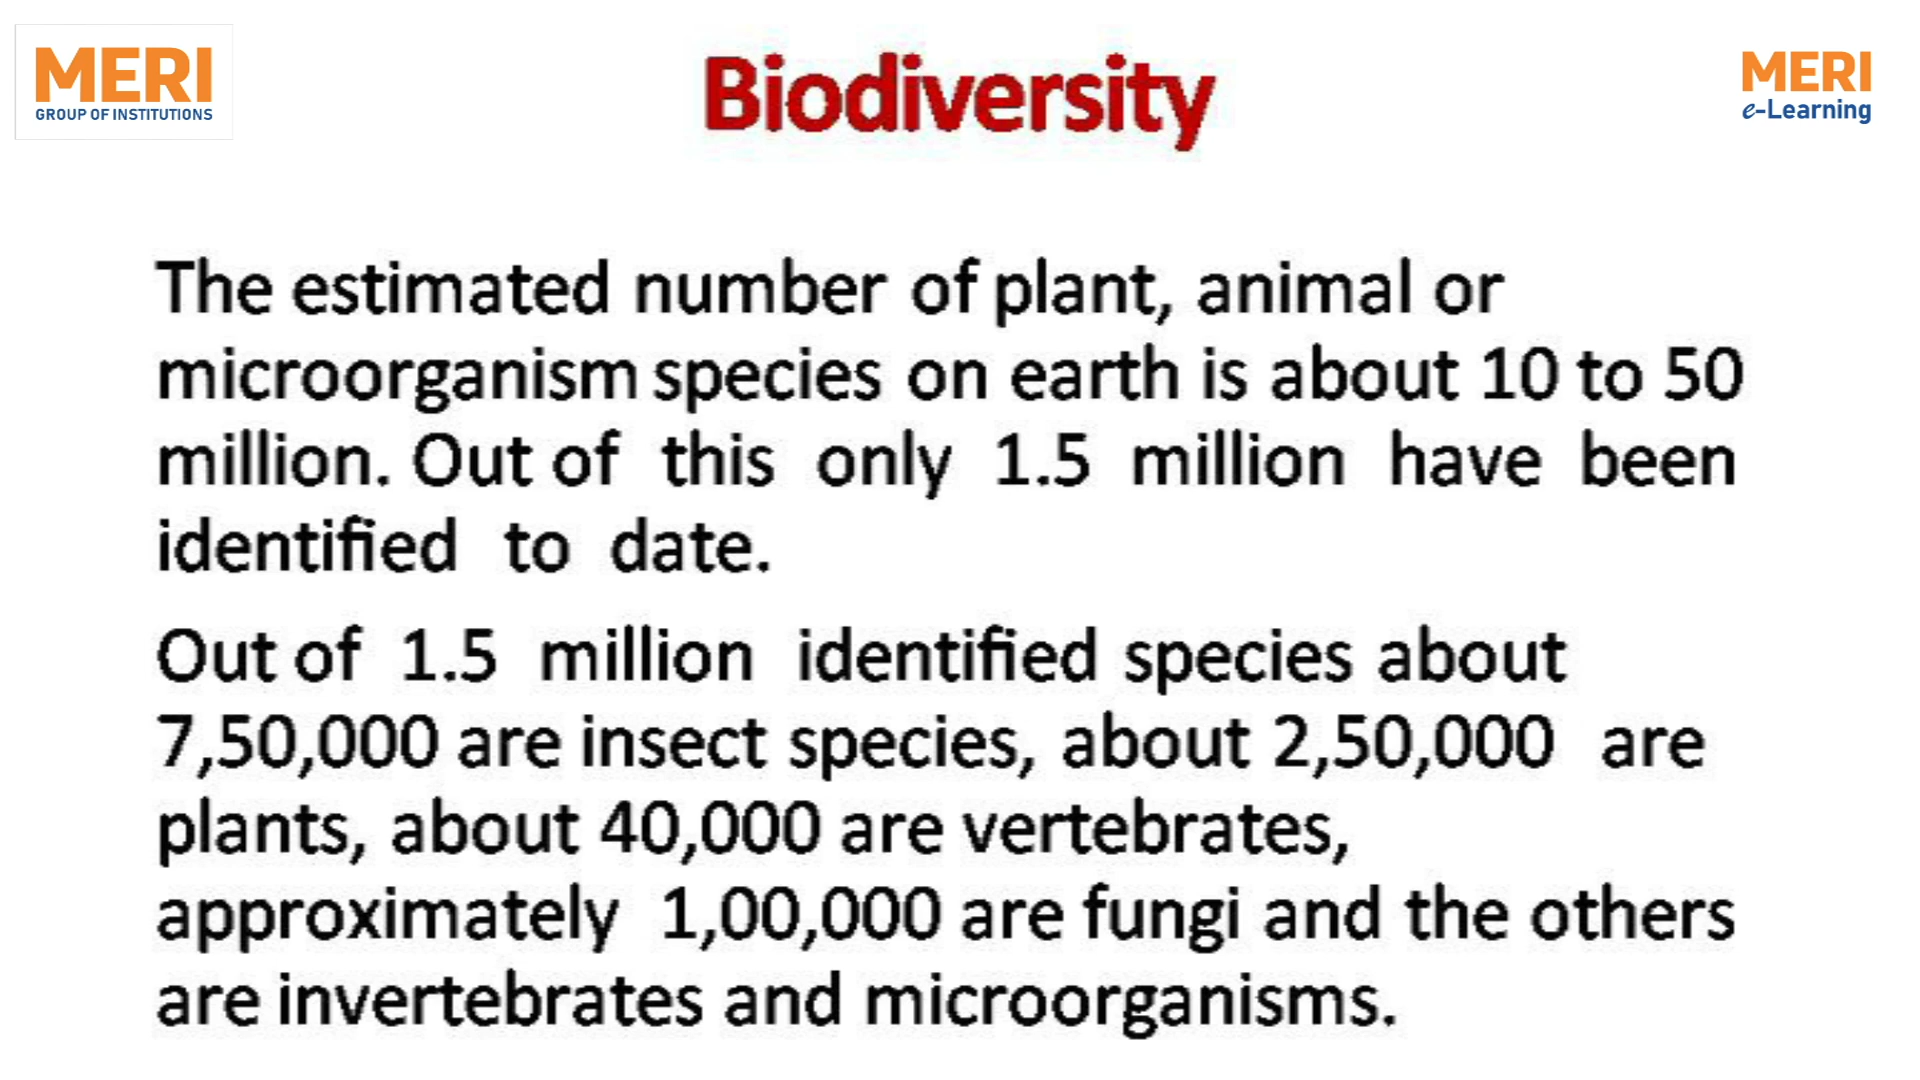 MERI
GROUP OF INSTITUTIONS
Biodiversity
MERI
e-Learning
The estimated number of plant, animal or
microorganism species on earth is about 10 to 50
million. Out of this only 1.5 million have been
identified to date.
Out of 1.5 million identified species about
7,50,000 are insect species, about 2,50,000 are
plants, about 40,000 are vertebrates,
approximately 1,00,000 are fungi and the others
are invertebrates and microorganisms.